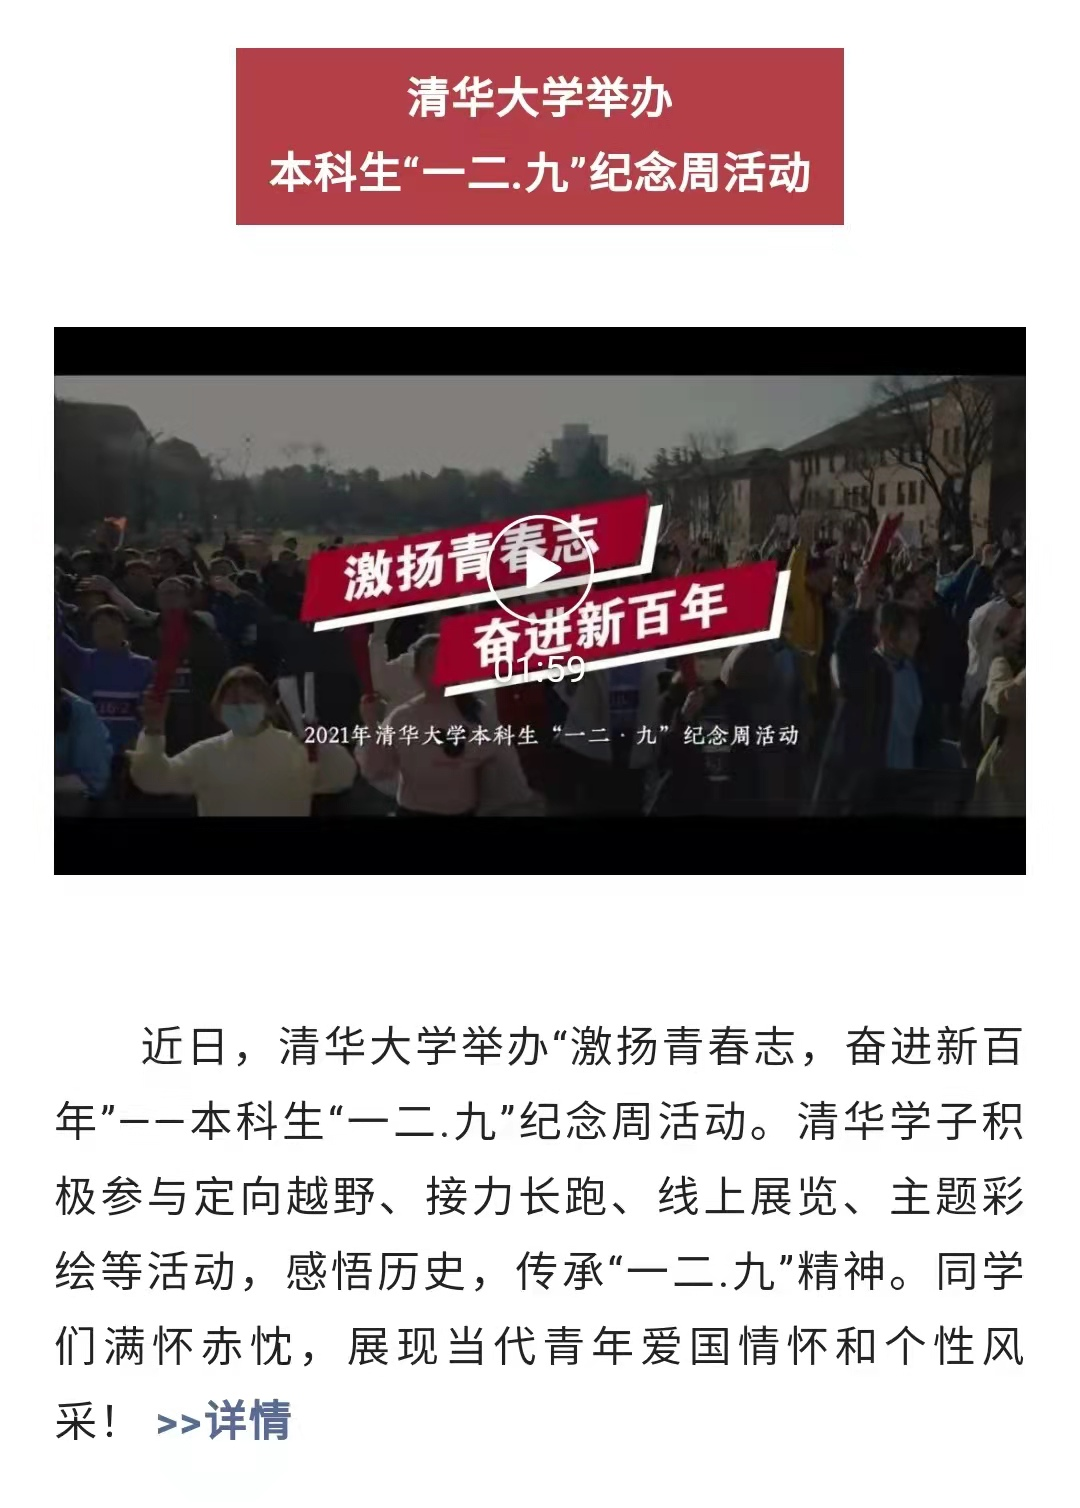 清华大学举办
本科生“一二.九”纪念周活动
激扬青春志
奋进新百年
01:59
2021年清华大学本科生“一二·九”纪念周活动
近日，清华大学举办“激扬青春志，奋进新百
年”——本科生“一二.九”纪念周活动。清华学子积
极参与定向越野、接力长跑、线上展览、主题彩
绘等活动，感悟历史，传承“一二.九”精神。同学
们满怀赤忱，展现当代青年爱国情怀和个性风
采！ >>详情